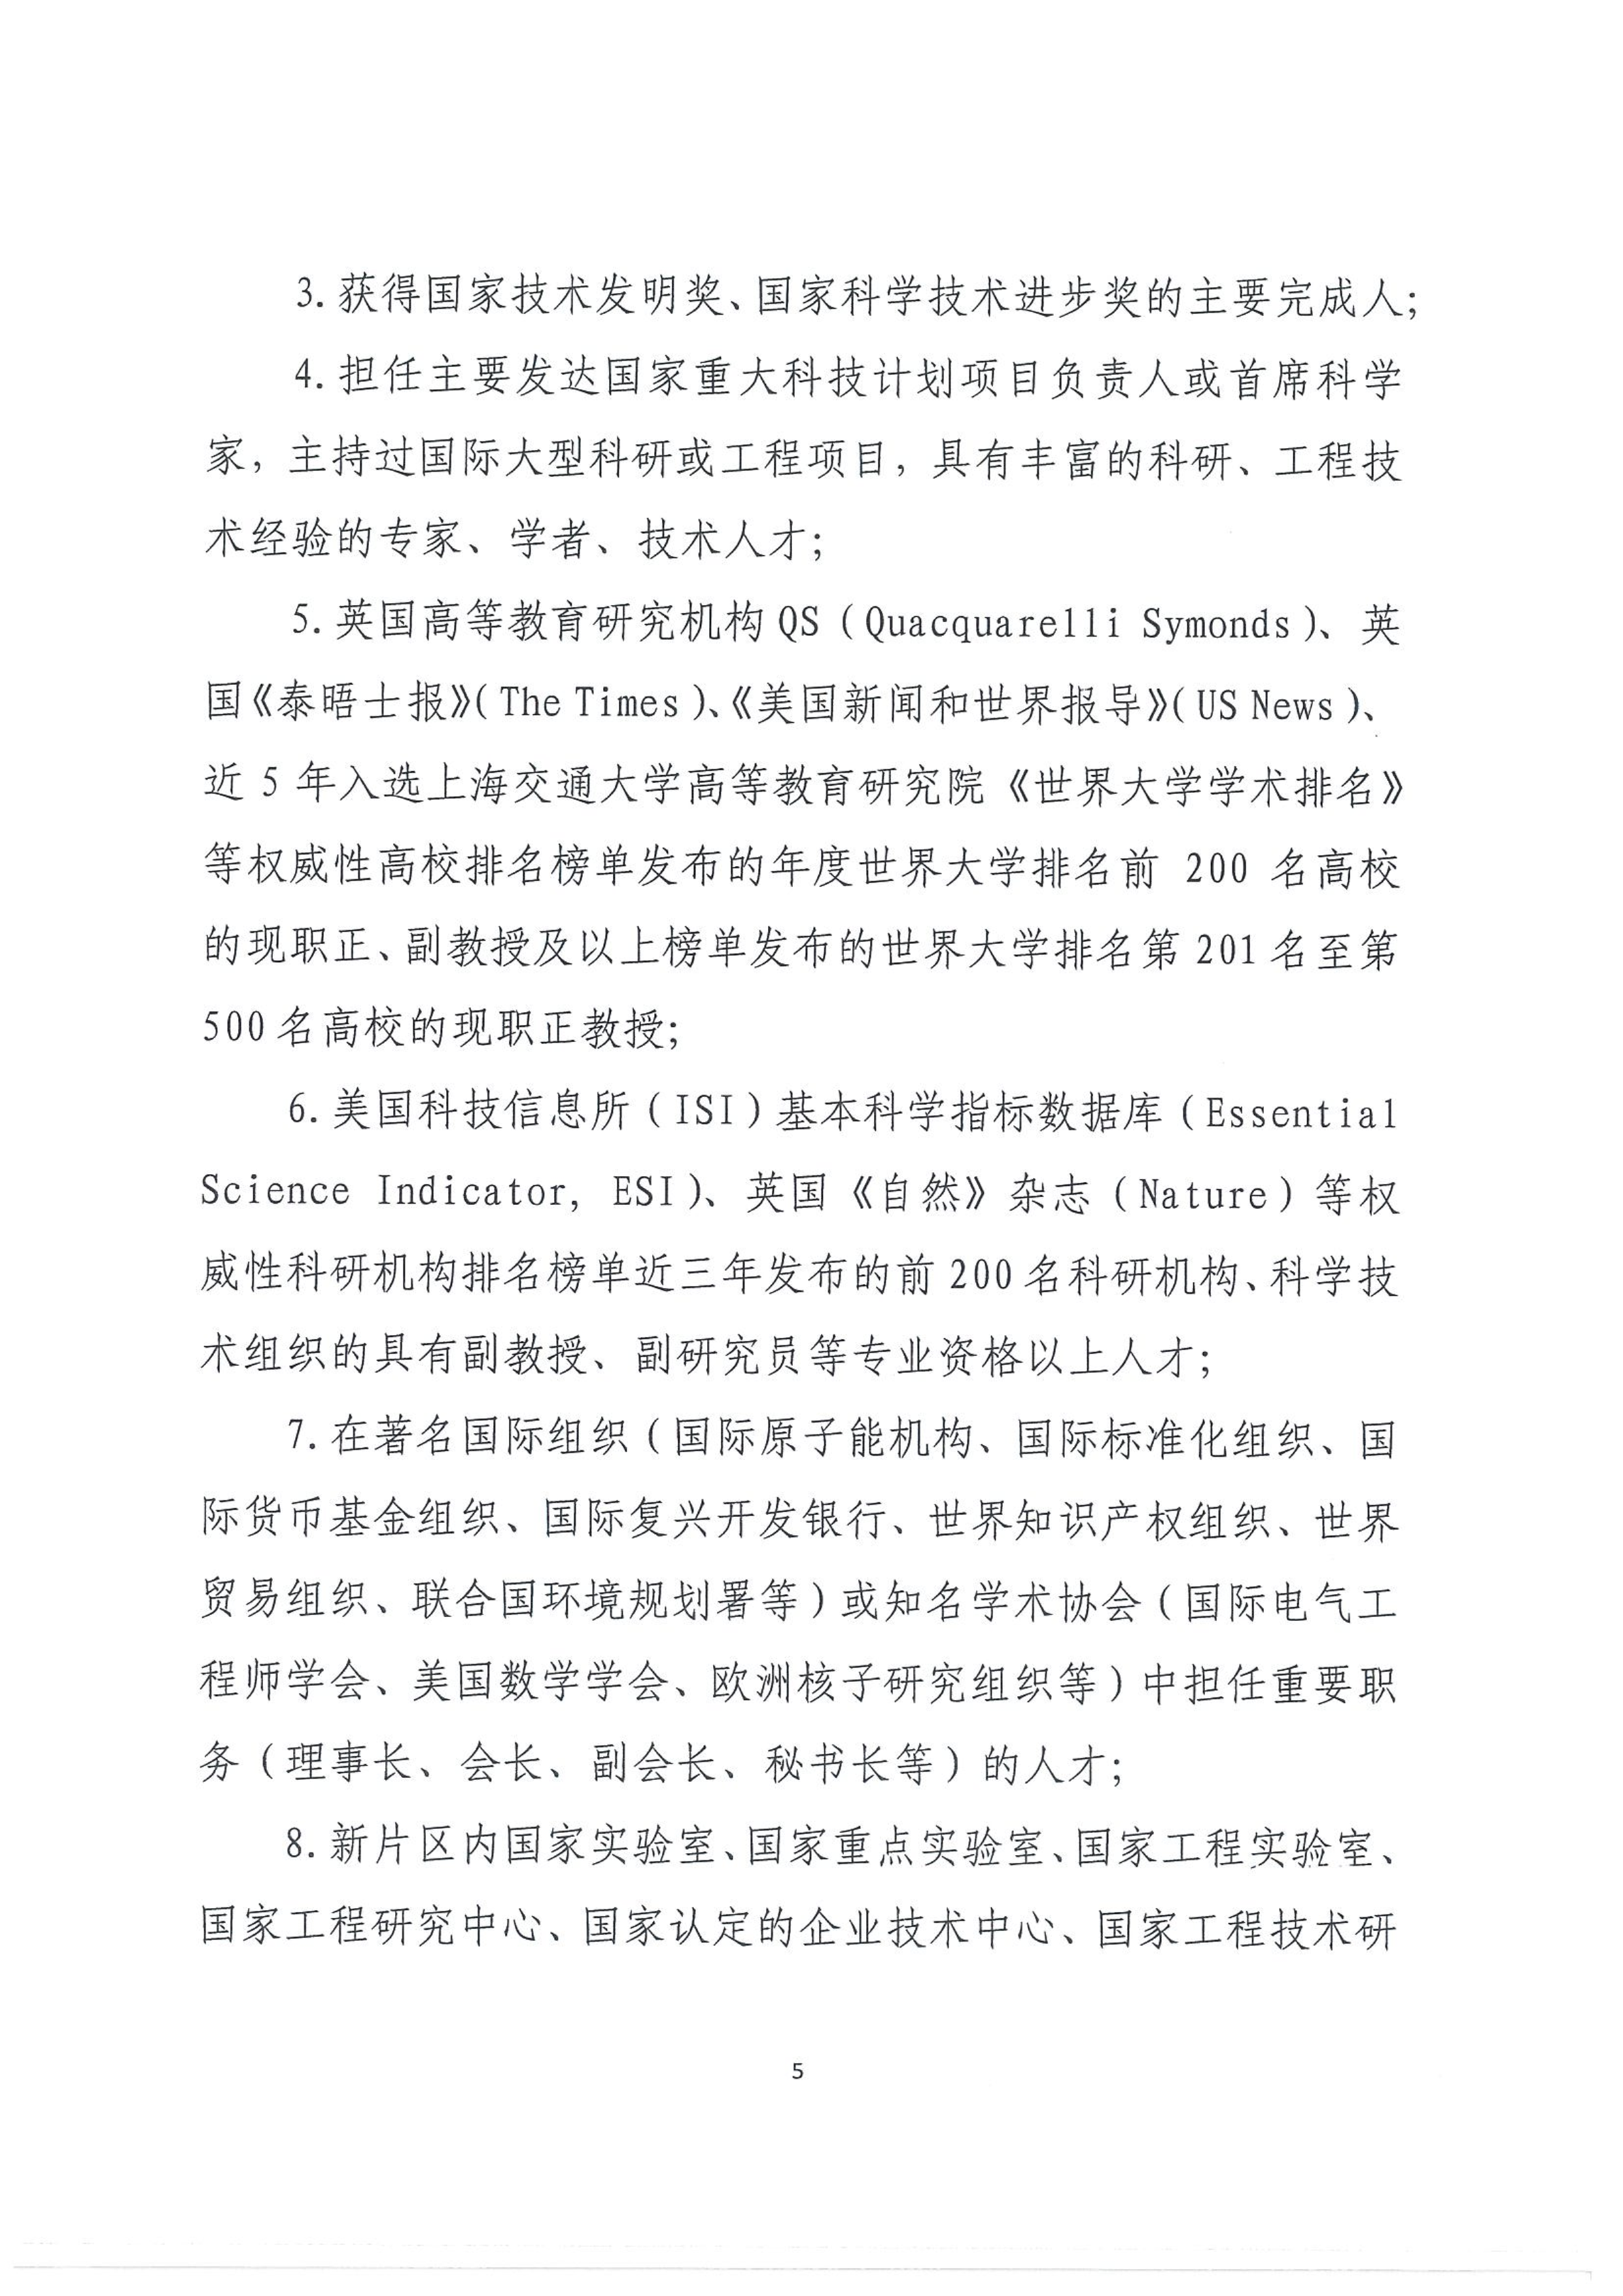 3. 获得国家技术发明奖、国家科学技术进步奖的主要完成人；
4. 担任主要发达国家重大科技计划项目负责人或首席科学
家，主持过国际大型科研或工程项目，具有丰富的科研、工程技
术经验的专家、学者、技术人才；
5. 英国高等教育研究机构 QS（Quacquarelli Symonds）、英
国《泰晤士报》（The Times）、《美国新闻和世界报导》（US News）、
近 5 年入选上海交通大学高等教育研究院《世界大学学术排名》
等权威性高校排名榜单发布的年度世界大学排名前 200 名高校
的现职正、副教授及以上榜单发布的世界大学排名第 201 名至第
500 名高校的现职正教授；
6. 美国科技信息所（ISI）基本科学指标数据库（Essential
Science Indicator, ESI）、英国《自然》杂志（Nature）等权
威性科研机构排名榜单近三年发布的前 200 名科研机构、科学技
术组织的具有副教授、副研究员等专业资格以上人才；
7. 在著名国际组织（国际原子能机构、国际标准化组织、国
际货币基金组织、国际复兴开发银行、世界知识产权组织、世界
贸易组织、联合国环境规划署等）或知名学术协会（国际电气工
程师学会、美国数学学会、欧洲核子研究组织等）中担任重要职
务（理事长、会长、副会长、秘书长等）的人才；
8. 新片区内国家实验室、国家重点实验室、国家工程实验室、
国家工程研究中心、国家认定的企业技术中心、国家工程技术研
5